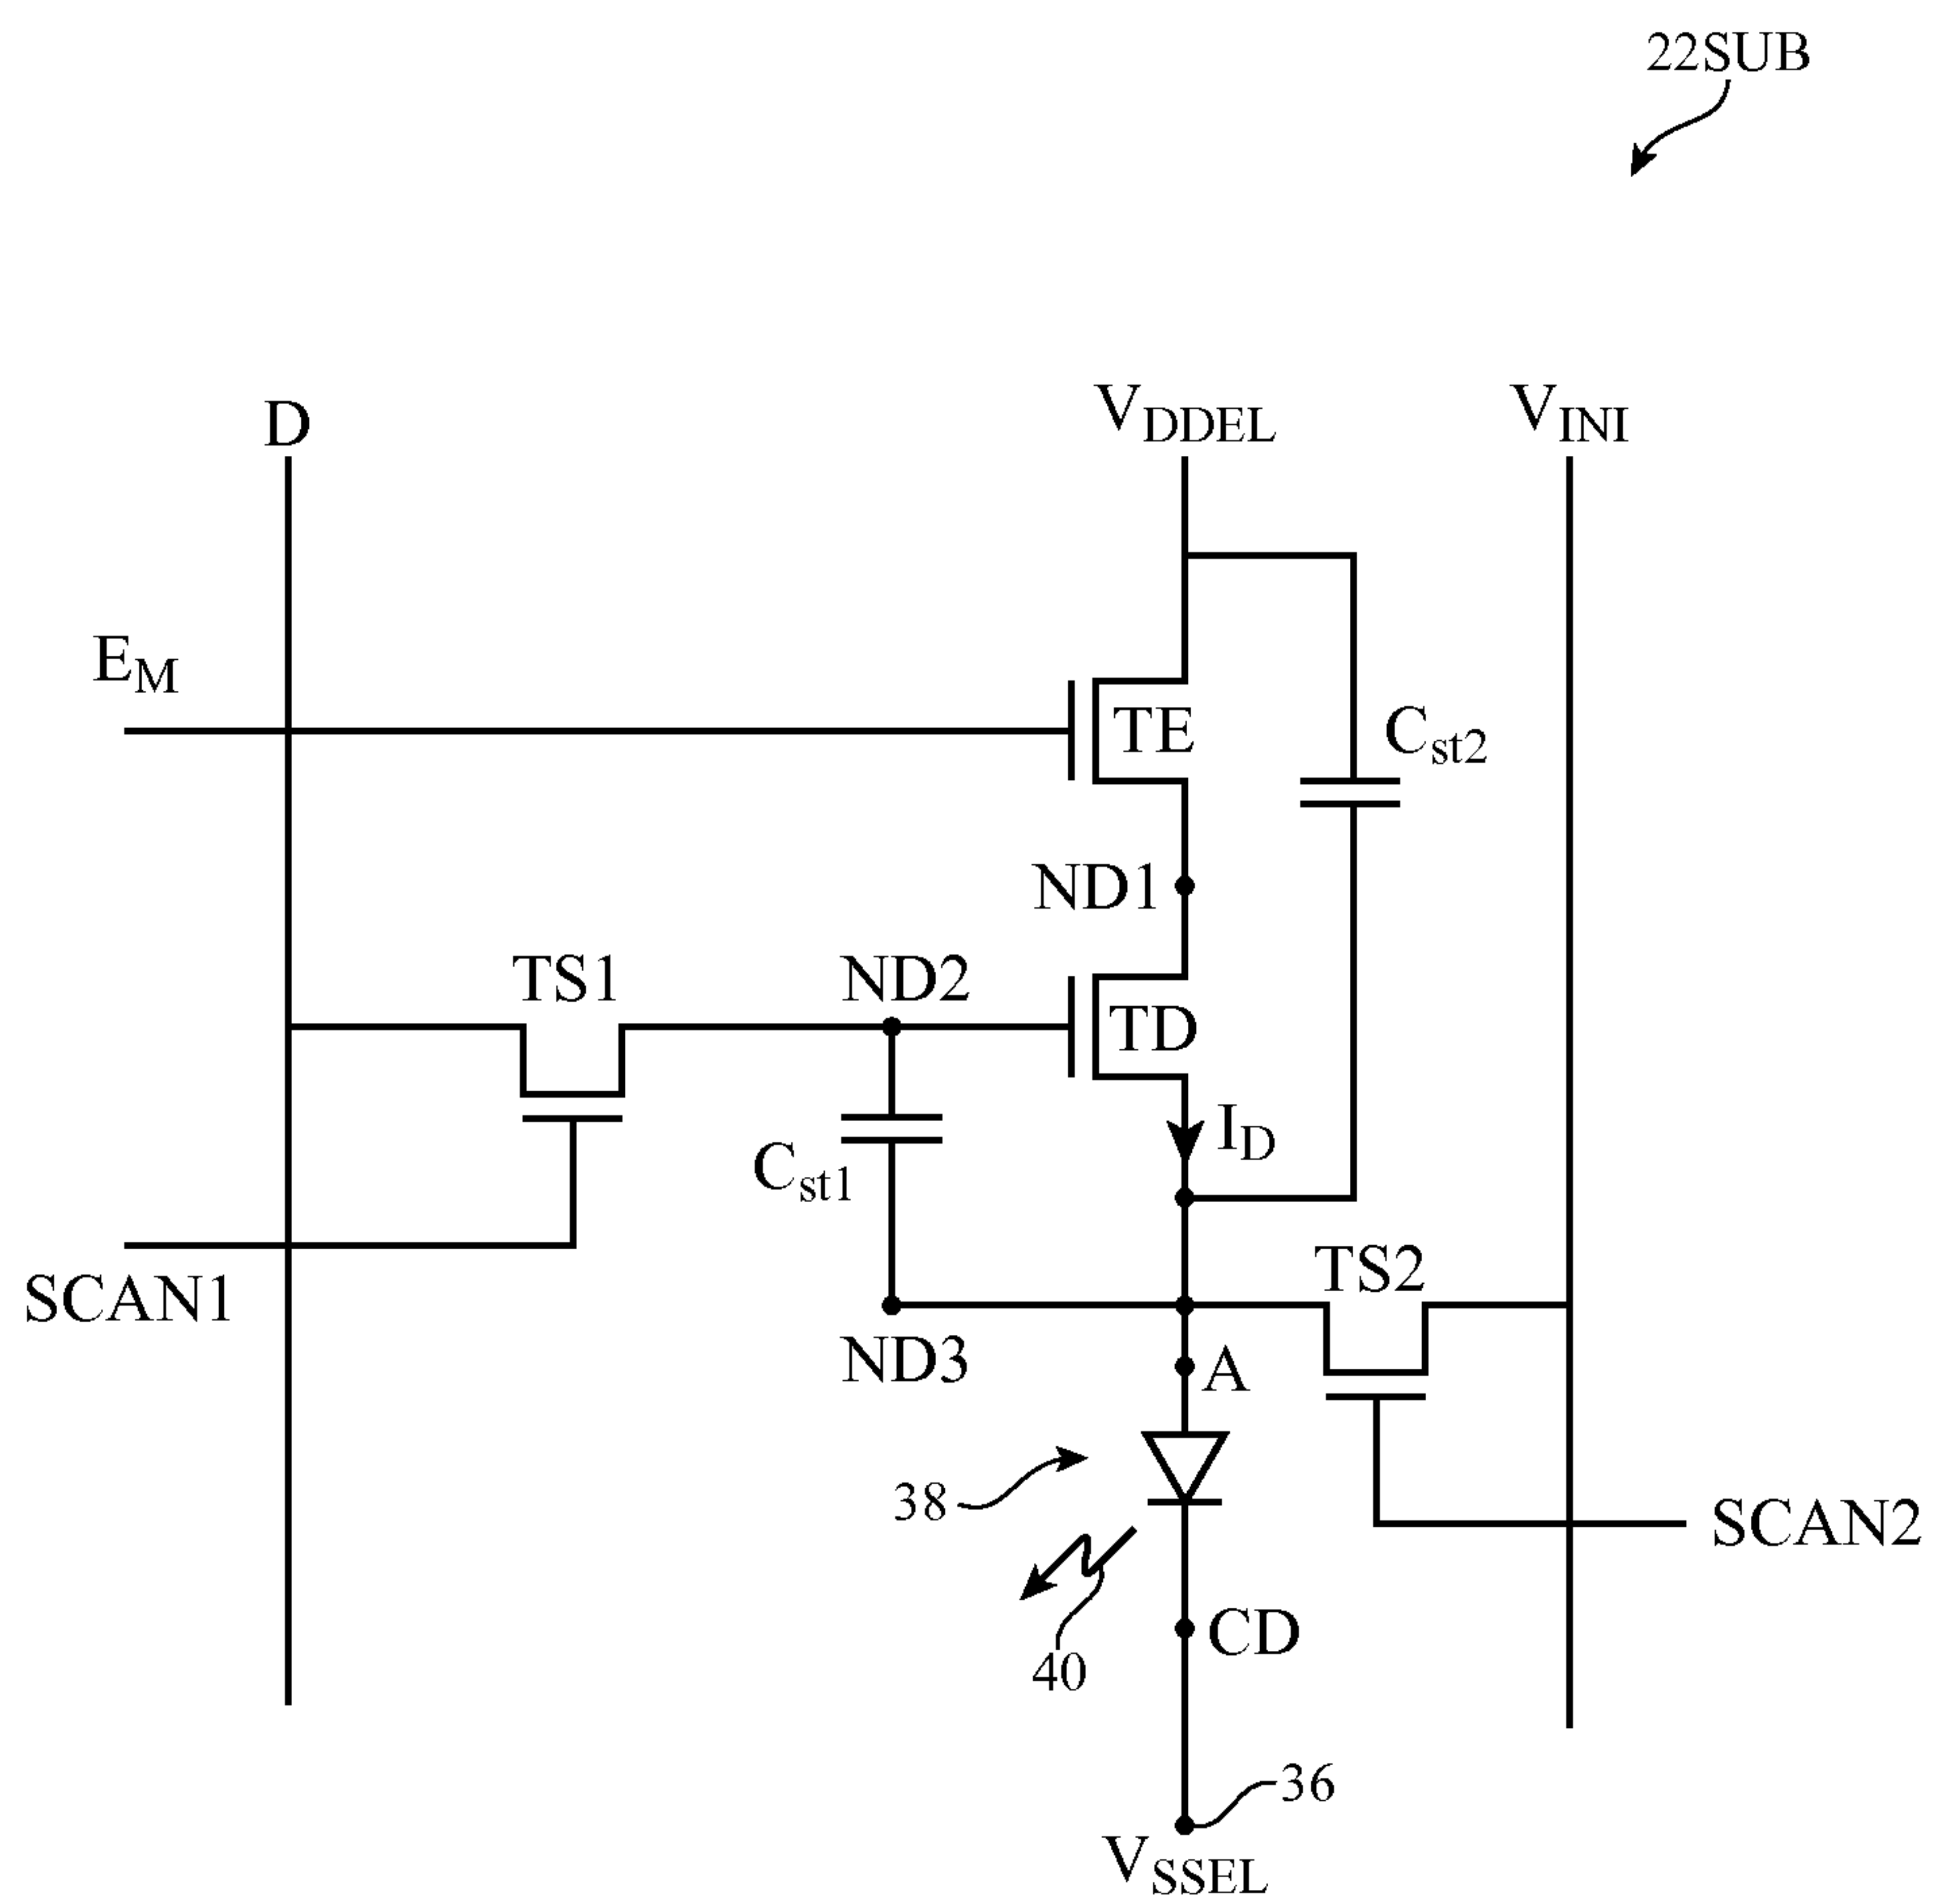 22SUB
D
VDDEL
VINI
EM
TE
Cst2
ND1
TS1
ND2
TD
ID
Cst1
SCAN1
TS2
ND3
A
38
SCAN2
CD
40
36
VSSEL